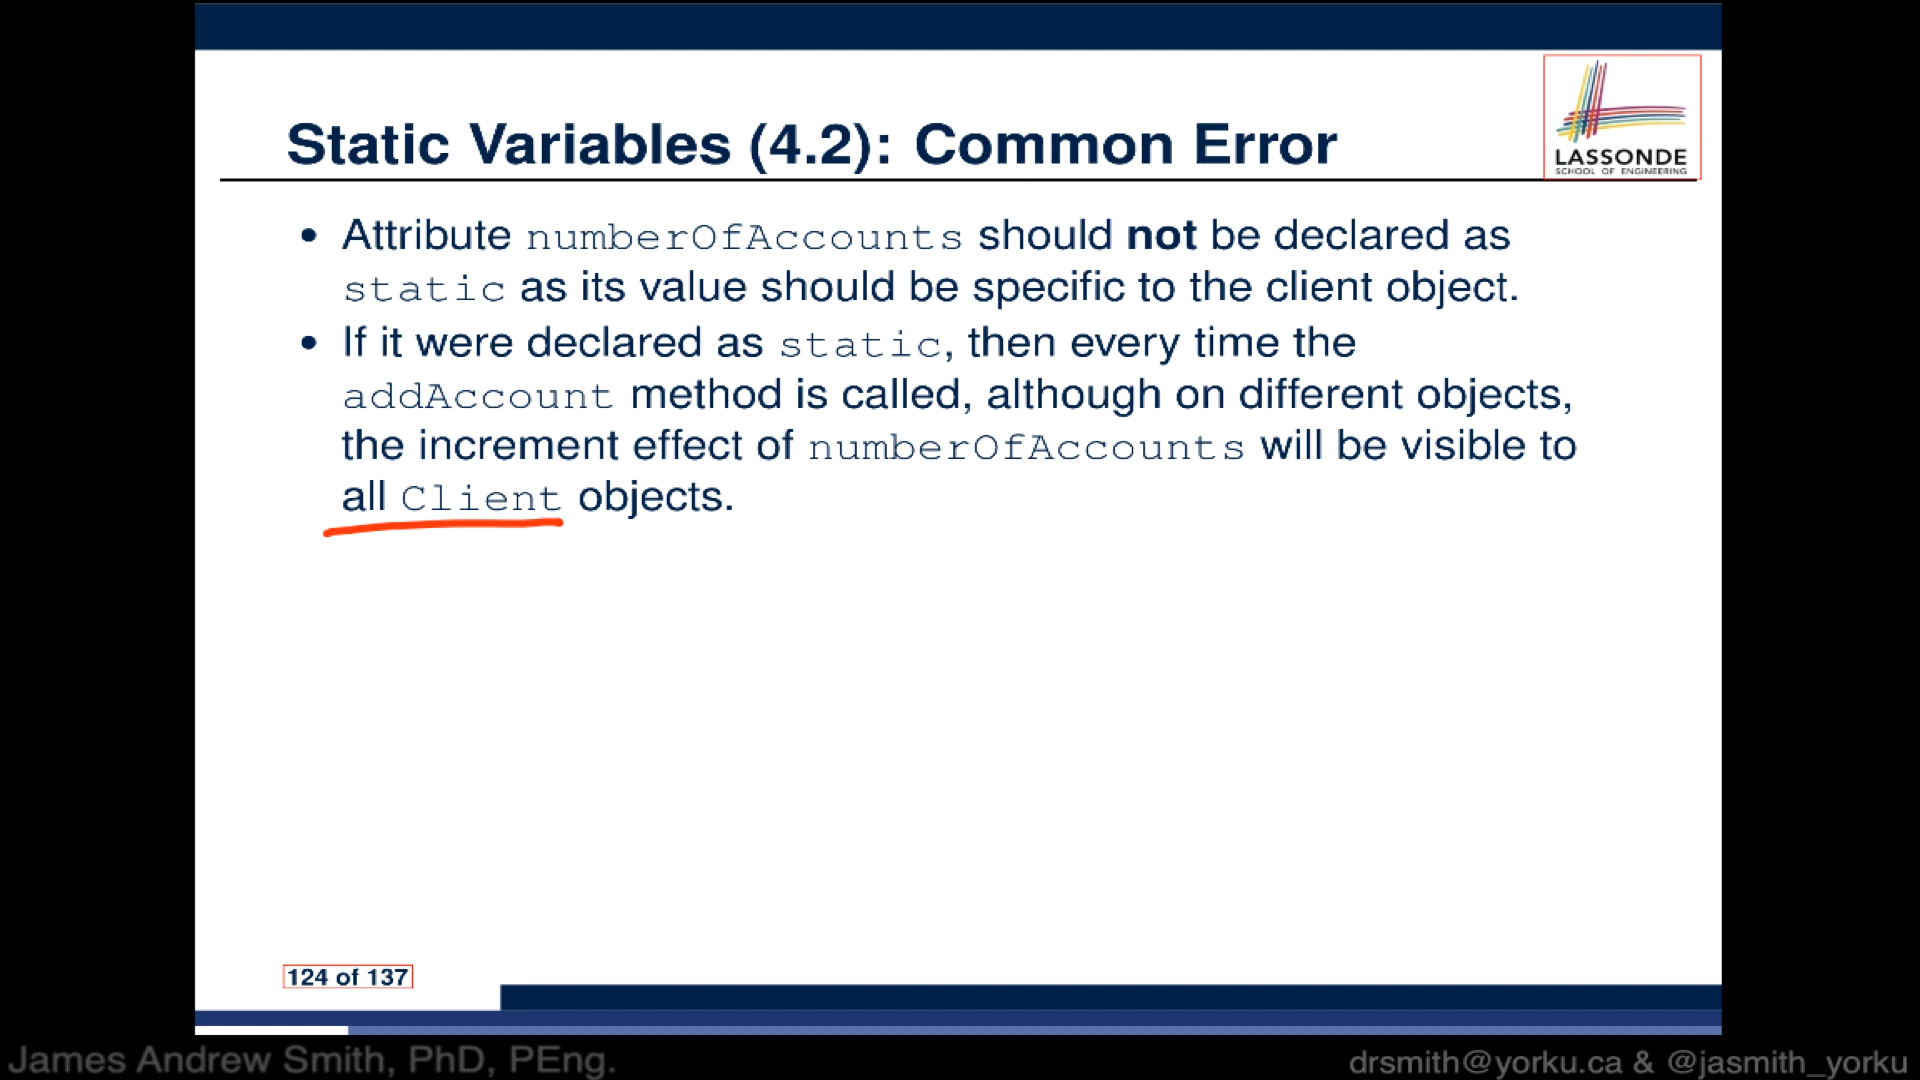 LASSONDE
SCHOOL OF ENGINEERING
Static Variables (4.2): Common Error
• Attribute numberOfAccounts should not be declared as
static as its value should be specific to the client object.
• If it were declared as static, then every time the
addAccount method is called, although on different objects,
the increment effect of numberOfAccounts will be visible to
all Client objects.
124 of 137
James Andrew Smith, PhD, PEng.
drsmith@yorku.ca & @jasmith_yorku